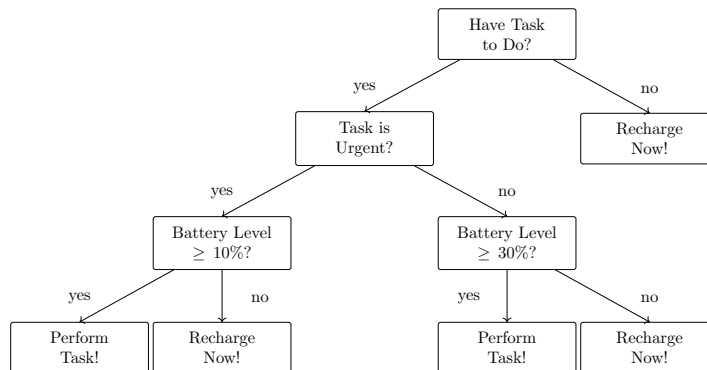 Have Task
to Do?
yes
no
Task is
Urgent?
Recharge
Now!
yes
no
Battery Level
≥ 10%?
Battery Level
≥ 30%?
yes
no
yes
no
Perform
Task!
Recharge
Now!
Perform
Task!
Recharge
Now!